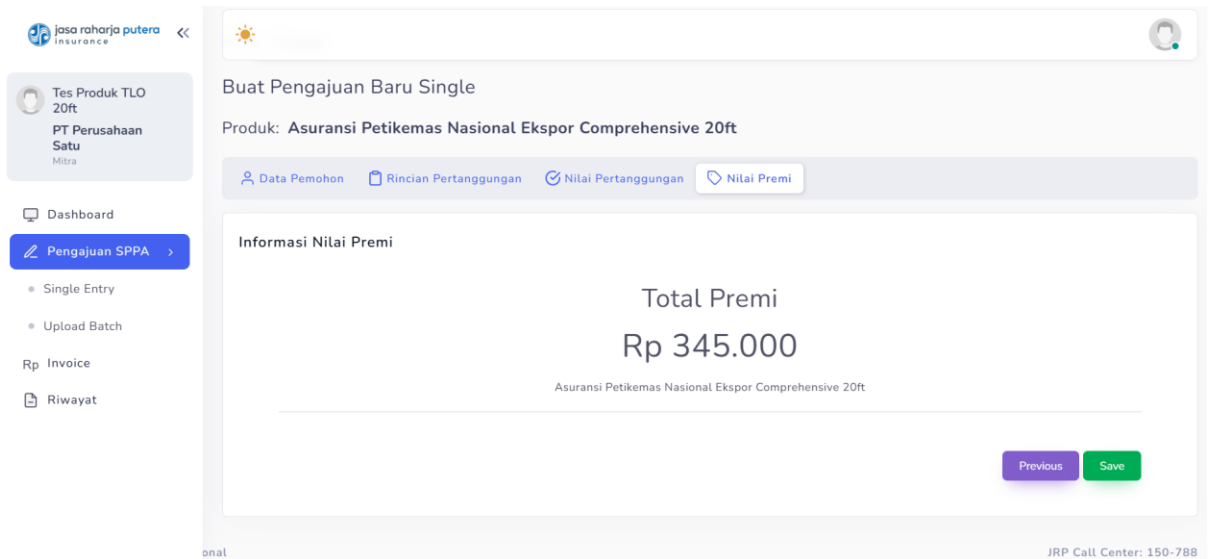 jasa raharja putera
insurance
Tes Produk TLO
20ft
PT Perusahaan
Satu
Mitra
Dashboard
Pengajuan SPPA
Single Entry
Upload Batch
Rp Invoice
Riwayat
Buat Pengajuan Baru Single
Produk: Asuransi Petikemas Nasional Ekspor Comprehensive 20ft
Data Pemohon
Rincian Pertanggungan
Nilai Pertanggungan
Nilai Premi
Informasi Nilai Premi
Total Premi
Rp 345.000
Asuransi Petikemas Nasional Ekspor Comprehensive 20ft
Previous
Save
onal
JRP Call Center: 150-788